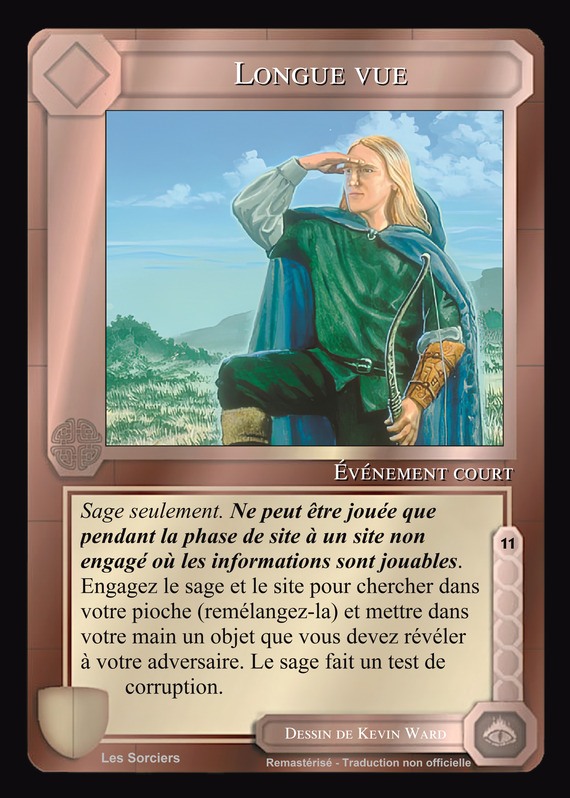 Longue vue
Événement court
Sage seulement. Ne peut être jouée que
pendant la phase de site à un site non
engagé où les informations sont jouables.
Engagez le sage et le site pour chercher dans
votre pioche (remélangez-la) et mettre dans
votre main un objet que vous devez révéler
à votre adversaire. Le sage fait un test de
corruption.
11
Dessin de Kevin Ward
Les Sorciers
Remastérisé - Traduction non officielle